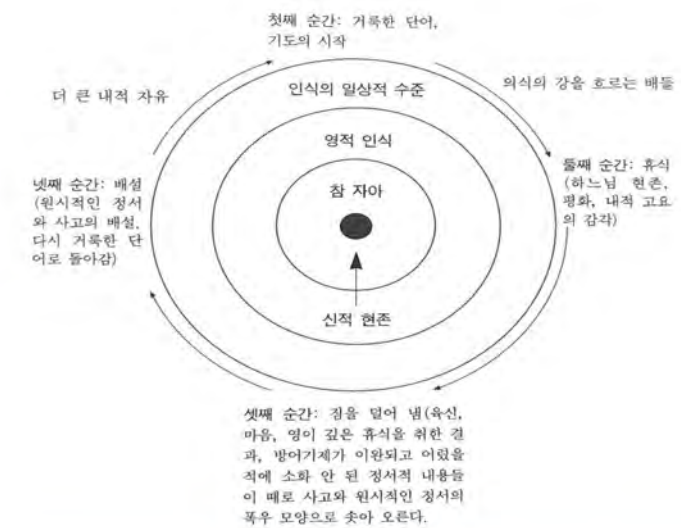 첫째 순간: 거룩한 단어,
기도의 시작
더 큰 내적 자유
의식의 강을 흐르는 배들
인식의 일상적 수준
영적 인식
참 자아
신적 현존
둘째 순간: 휴식
(하느님 현존,
평화, 내적 고요
의 감각)
넷째 순간: 배설
(원시적인 정서
와 사고의 배설,
다시 거룩한 단
어로 돌아감)
셋째 순간: 짐을 덜어 냄(육신,
마음, 영이 깊은 휴식을 취한 결
과, 방어기제가 이완되고 어렸을
적에 소화 안 된 정서적 내용들
이 때로 사고와 원시적인 정서의
폭우 모양으로 솟아 오른다.